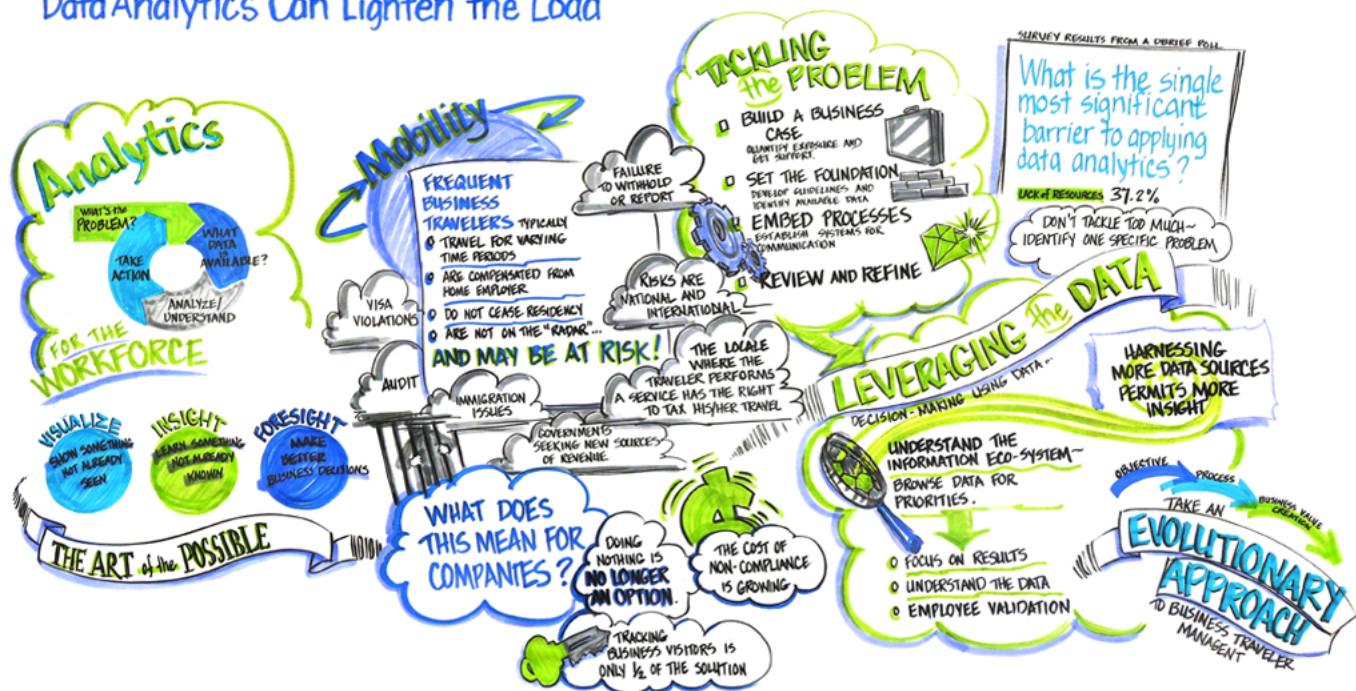 Data Analytics Can Lighten the Load
Analytics
WHAT'S the
PROBLEM?
WHAT
DATA
IS
AVAILABLE?
TAKE
ACTION
ANALYZE/
UNDERSTAND
FOR THE
WORKFORCE
VISUALIZE
SHOW SOMETHING
NOT ALREADY
SEEN
INSIGHT
LEARN SOMETHING
NOT ALREADY
KNOWN
FORESIGHT
MAKE
BETTER
BUSINESS DECISIONS
THE ART of the POSSIBLE
Mobility
FREQUENT
BUSINESS
TRAVELERS TYPICALLY
TRAVEL FOR VARYING
TIME PERIODS
ARE COMPENSATED FROM
HOME EMPLOYER
DO NOT CEASE RESIDENCY
ARE NOT ON THE "RADAR"...
AND MAY BE AT RISK!
VISA
VIOLATIONS
AUDIT
IMMIGRATION
ISSUES
FAILURE
TO WITHHOLD
OR REPORT
RISKS ARE
NATIONAL AND
INTERNATIONAL
THE LOCALE
WHERE THE
TRAVELER PERFORMS
A SERVICE HAS THE RIGHT
TO TAX HIS/HER TRAVEL
GOVERNMENTS
SEEKING NEW SOURCES
OF REVENUE
WHAT DOES
THIS MEAN FOR
COMPANIES?
DOING
NOTHING IS
NO LONGER
AN OPTION.
$
THE COST OF
NON-COMPLIANCE
IS GROWING
TRACKING
BUSINESS VISITORS IS
ONLY ½ OF THE SOLUTION
TACKLING
the PROBLEM
BUILD A BUSINESS
CASE
QUANTIFY EXPOSURE AND
GET SUPPORT.
SET THE FOUNDATION
DEVELOP GUIDELINES AND
IDENTIFY AVAILABLE DATA
EMBED PROCESSES
ESTABLISH SYSTEMS FOR
COMMUNICATION
REVIEW AND REFINE
SURVEY RESULTS FROM A DBRIEF POLL
What is the single
most significant
barrier to applying
data analytics?
LACK of RESOURCES 37.2%
DON'T TACKLE TOO MUCH~
IDENTIFY ONE SPECIFIC PROBLEM
LEVERAGING the DATA
DECISION-MAKING USING DATA...
HARNESSING
MORE DATA SOURCES
PERMITS MORE
INSIGHT
UNDERSTAND THE
INFORMATION ECO-SYSTEM~
BROWSE DATA FOR
PRIORITIES.
FOCUS ON RESULTS
UNDERSTAND THE DATA
EMPLOYEE VALIDATION
OBJECTIVE
PROCESS
BUSINESS VALUE
CREATION
TAKE AN
EVOLUTIONARY
APPROACH
TO BUSINESS TRAVELER
MANAGENT